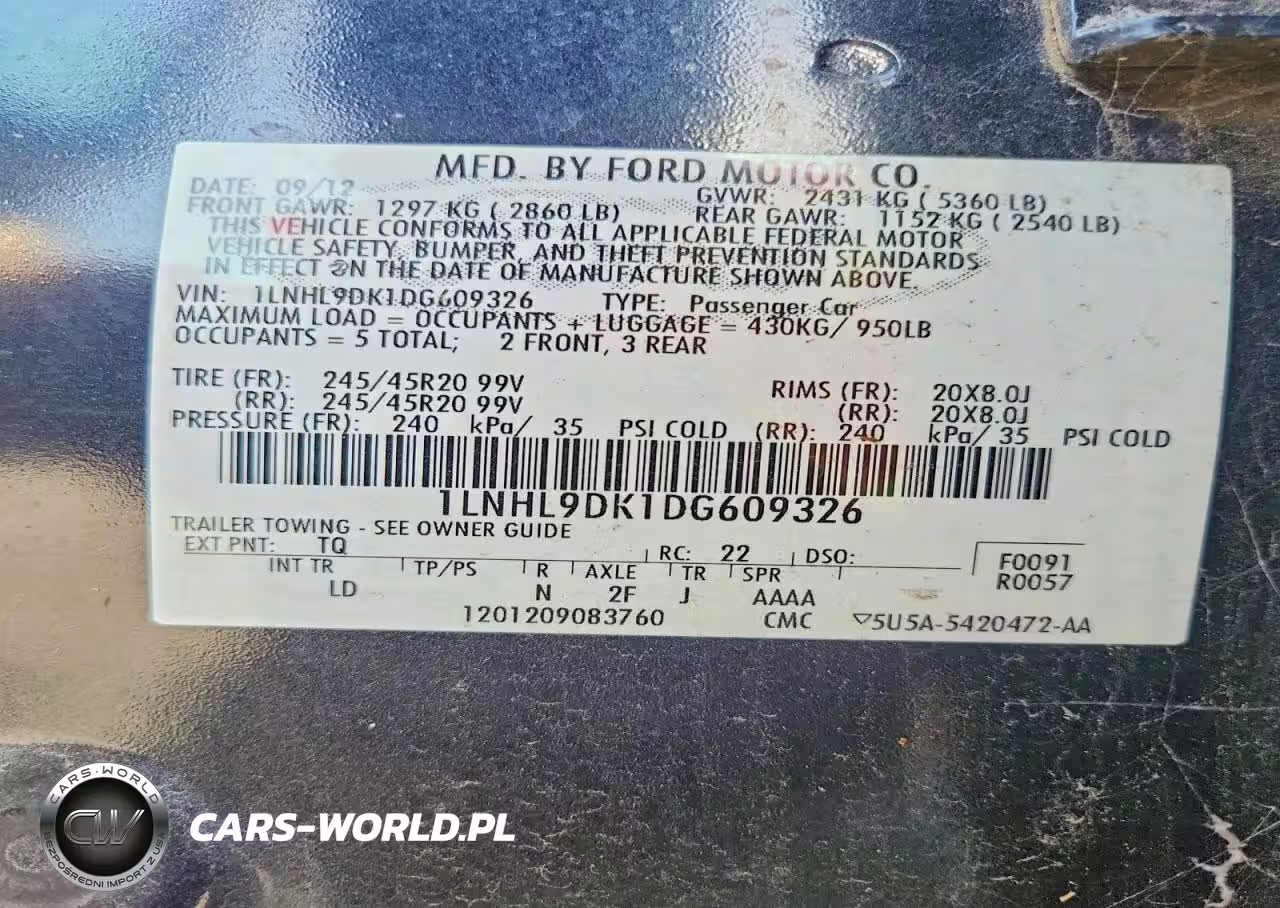 MFD. BY FORD MOTOR CO.
DATE: 09/12 GVWR: 2431 KG ( 5360 LB)
FRONT GAWR: 1297 KG ( 2860 LB) REAR GAWR: 1152 KG ( 2540 LB)
THIS VEHICLE CONFORMS TO ALL APPLICABLE FEDERAL MOTOR
VEHICLE SAFETY, BUMPER, AND THEFT PREVENTION STANDARDS
IN EFFECT ON THE DATE OF MANUFACTURE SHOWN ABOVE.
VIN: 1LNHL9DK1DG609326 TYPE: Passenger Car
MAXIMUM LOAD = OCCUPANTS + LUGGAGE = 430KG/ 950LB
OCCUPANTS = 5 TOTAL; 2 FRONT, 3 REAR
TIRE (FR): 245/45R20 99V RIMS (FR): 20X8.0J
(RR): 245/45R20 99V (RR): 20X8.0J
PRESSURE (FR): 240 kPa/ 35 PSI COLD (RR): 240 kPa/ 35 PSI COLD
1LNHL9DK1DG609326
TRAILER TOWING - SEE OWNER GUIDE
EXT PNT: TQ RC: 22 DSO: F0091
INT TR TP/PS R AXLE TR SPR R0057
LD N 2F J AAAA
1201209083760 CMC ▽5U5A-5420472-AA
CARS-WORLD
CW
BEZPOŚREDNI IMPORT Z USA
CARS-WORLD.PL